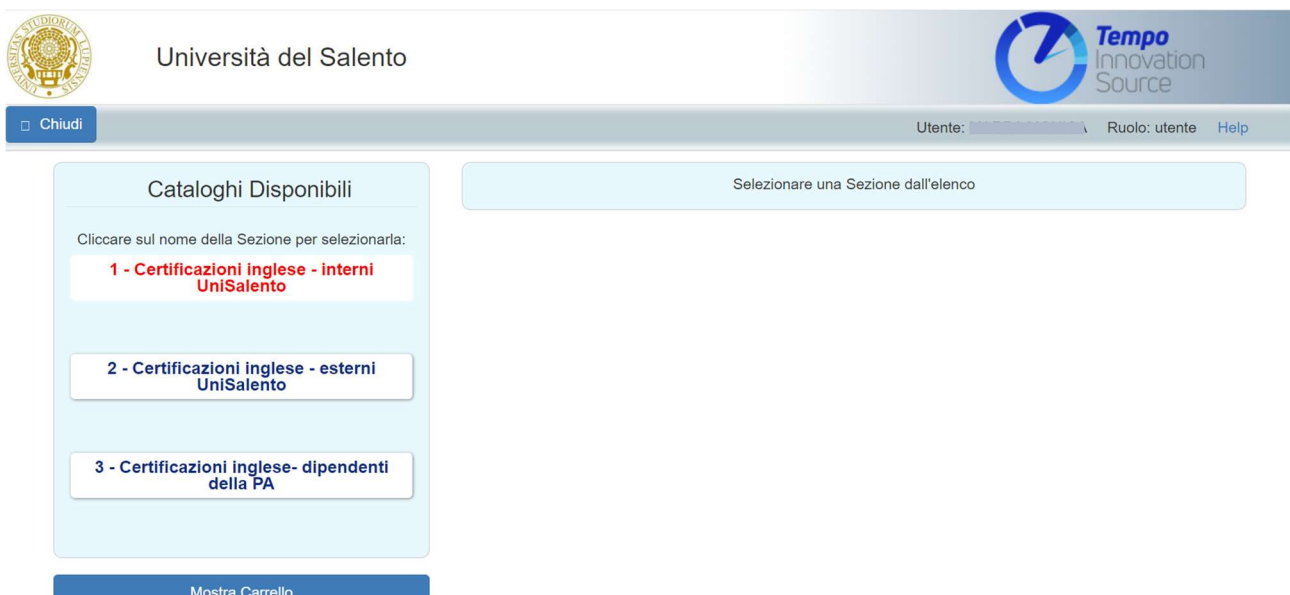 Università del Salento
Tempo
Innovation
Source
Chiudi
Utente: Ruolo: utente Help
Cataloghi Disponibili
Cliccare sul nome della Sezione per selezionarla:
1 - Certificazioni inglese - interni
UniSalento
2 - Certificazioni inglese - esterni
UniSalento
3 - Certificazioni inglese- dipendenti
della PA
Mostra Carrello
Selezionare una Sezione dall'elenco